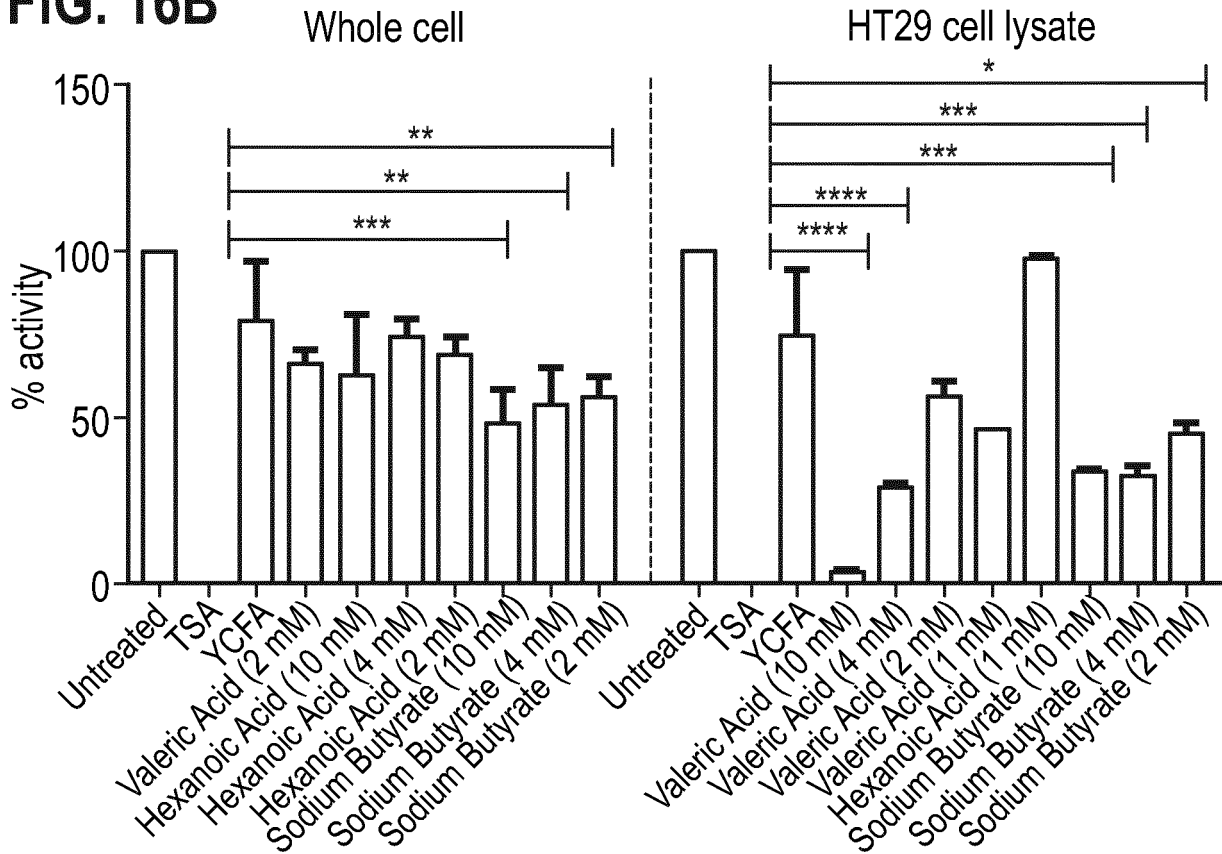 FIG. 16B
Whole cell
HT29 cell lysate
% activity
150
100
50
0
**
**
***
*
***
***
****
****
Untreated
TSA
YCFA
Valeric Acid (2 mM)
Hexanoic Acid (10 mM)
Hexanoic Acid (4 mM)
Hexanoic Acid (2 mM)
Sodium Butyrate (10 mM)
Sodium Butyrate (4 mM)
Sodium Butyrate (2 mM)
Untreated
TSA
YCFA
Valeric Acid (10 mM)
Valeric Acid (4 mM)
Valeric Acid (2 mM)
Valeric Acid (1 mM)
Hexanoic Acid (1 mM)
Sodium Butyrate (10 mM)
Sodium Butyrate (4 mM)
Sodium Butyrate (2 mM)